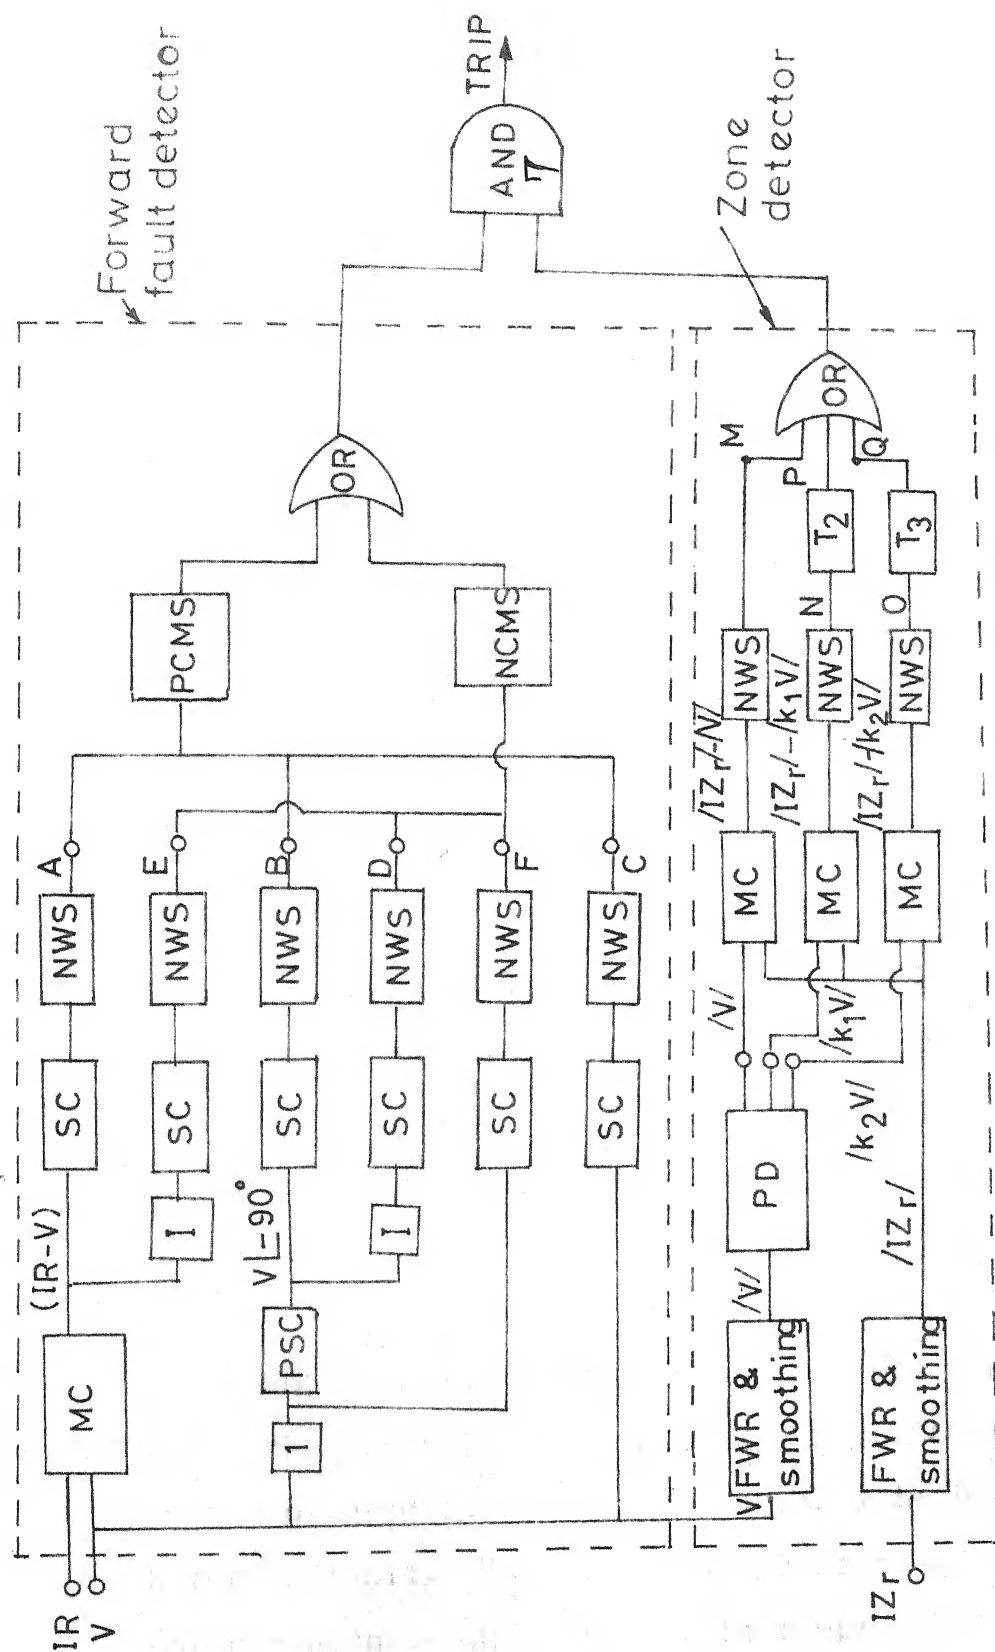 Forward
fault detector
Zone
detector
IR
V
MC
(IR-V)
SC
NWS
A
I
SC
NWS
E
1
PSC
V∟-90°
SC
NWS
B
I
SC
NWS
D
SC
NWS
F
SC
NWS
C
PCMS
NCMS
OR
AND
7
TRIP
V
FWR &
smoothing
/V/
PD
/V/
/k₁V/
/k₂V/
IZr
FWR &
smoothing
/IZr/
MC
/IZr/-/V/
NWS
M
MC
/IZr/-/k₁V/
NWS
N
T₂
P
MC
/IZr/-/k₂V/
NWS
O
T₃
Q
OR